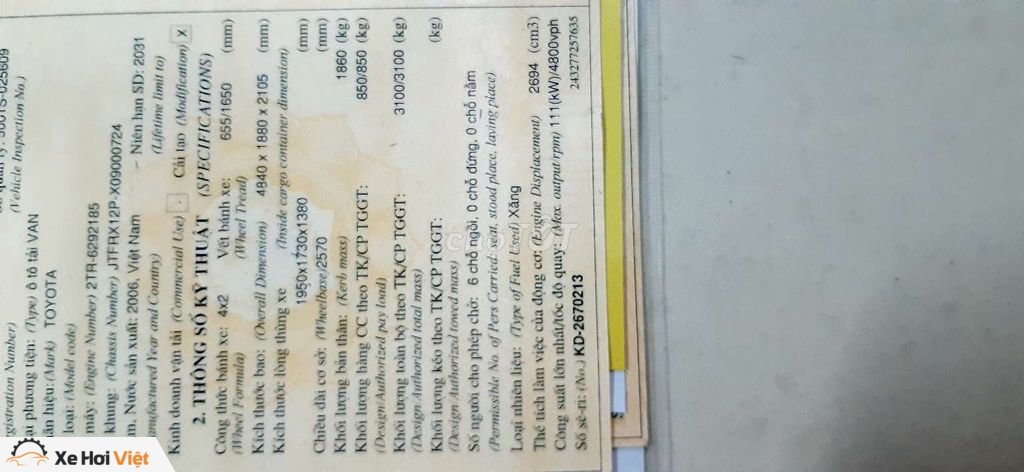 (Vehicle Inspection No.)
(Type) ô tô tải VAN
(Mark) TOYOTA
loại: (Model code)
máy: (Engine Number) 2TR-6292185
khung: (Chassis Number) JTFRX12P-X09000724
m. Nước sản xuất: 2006, Việt Nam – Niên hạn SD: 2031
anufactured Year and Country) (Lifetime limit to)
Kinh doanh vận tải (Commercial Use) - Cải tạo (Modification) X
2. THÔNG SỐ KỸ THUẬT (SPECIFICATIONS)
Công thức bánh xe: 4x2 Vết bánh xe: 655/1650 (mm)
(Wheel Formula) (Wheel Tread)
Kích thước bao: (Overall Dimension) 4840 x 1880 x 2105 (mm)
Kích thước lòng thùng xe (Inside cargo container dimension)
1950x1730x1380 (mm)
Chiều dài cơ sở: (Wheelbase)2570 (mm)
Khối lượng bản thân: (Kerb mass) 1860 (kg)
Khối lượng hàng CC theo TK/CP TGGT: 850/850 (kg)
(Design/Authorized pay load)
Khối lượng toàn bộ theo TK/CP TGGT: 3100/3100 (kg)
(Design/Authorized total mass)
Khối lượng kéo theo TK/CP TGGT: (kg)
(Design/Authorized towed mass)
Số người cho phép chở: 6 chỗ ngồi, 0 chỗ đứng, 0 chỗ nằm
(Permissible No. of Pers Carried: seat, stood place, laying place)
Loại nhiên liệu: (Type of Fuel Used) Xăng
Thể tích làm việc của động cơ: (Engine Displacement) 2694 (cm3)
Công suất lớn nhất/tốc độ quay: (Max. output/rpm) 111(kW)/4800vph
Số sê-ri: (No.) KD-2670213 243277257635
chợTỐT
Xe Hơi Việt